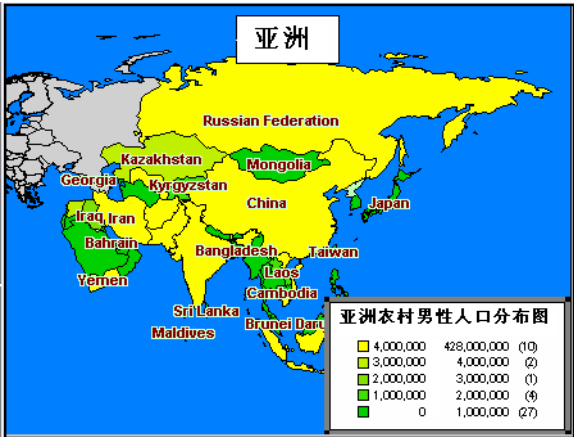 亚洲
Russian Federation
Kazakhstan
Mongolia
Georgia
Kyrgyzstan
China
Japan
Iraq Iran
Bahrain
Bangladesh
Taiwan
Laos
Yemen
Cambodia
Sri Lanka
Maldives
Brunei Daru
亚洲农村男性人口分布图
4,000,000 428,000,000 (10)
3,000,000 4,000,000 (2)
2,000,000 3,000,000 (1)
1,000,000 2,000,000 (4)
0 1,000,000 (27)